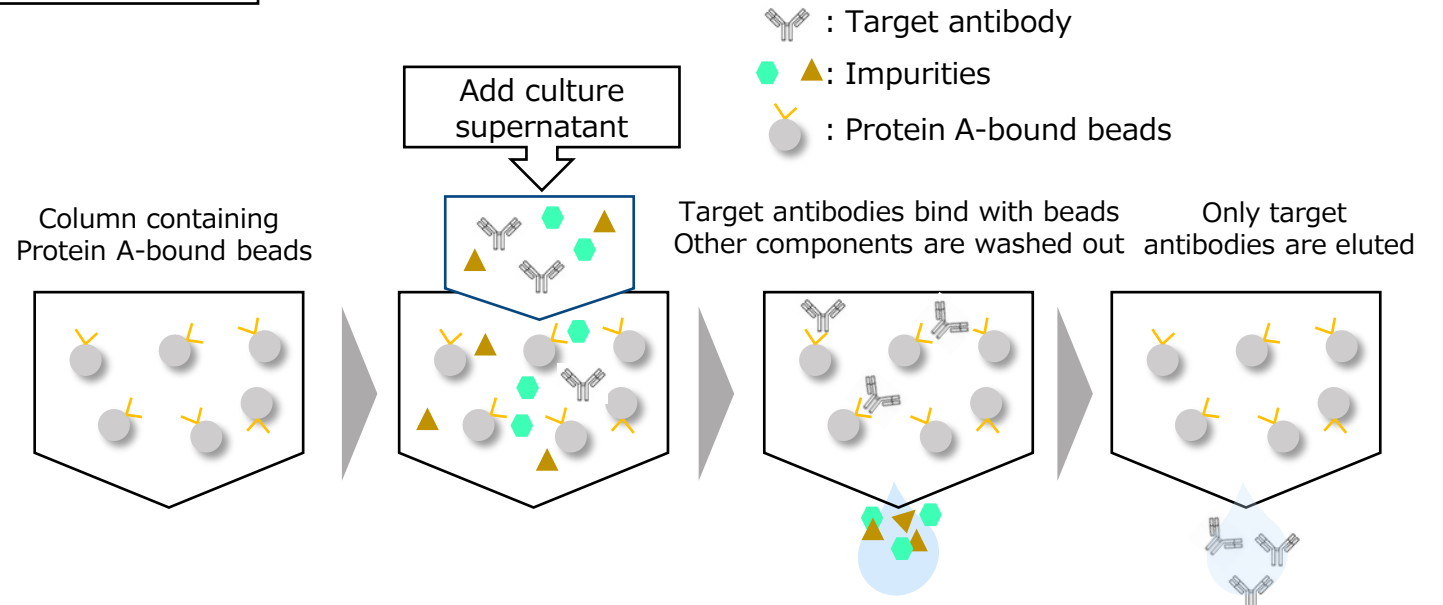 : Target antibody
: Impurities
: Protein A-bound beads
Add culture
supernatant
Column containing
Protein A-bound beads
Target antibodies bind with beads
Other components are washed out
Only target
antibodies are eluted